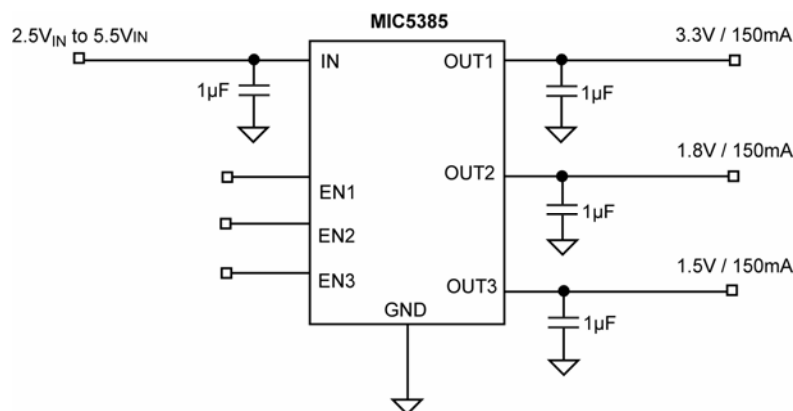 MIC5385
2.5VIN to 5.5VIN
3.3V / 150mA
IN
OUT1
1µF
1µF
1.8V / 150mA
OUT2
EN1
1µF
EN2
1.5V / 150mA
EN3
OUT3
GND
1µF